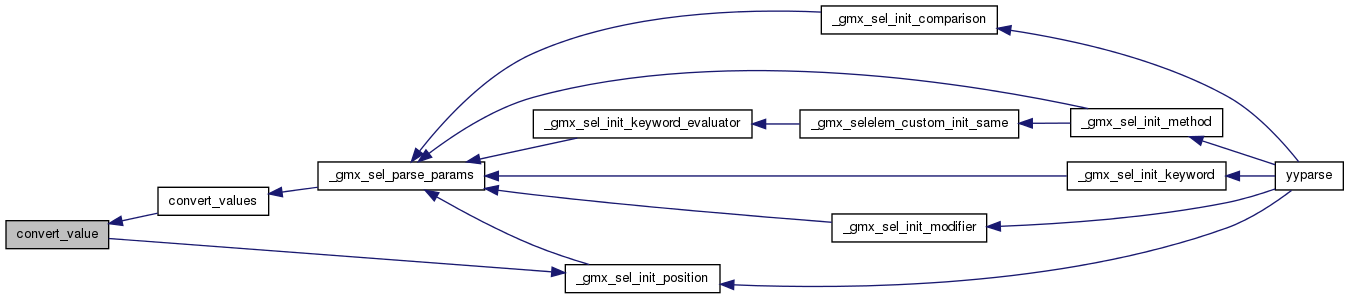 _gmx_sel_init_comparison
_gmx_sel_init_method
_gmx_sel_init_keyword_evaluator
_gmx_selelem_custom_init_same
_gmx_sel_parse_params
_gmx_sel_init_keyword
yyparse
convert_values
_gmx_sel_init_modifier
convert_value
_gmx_sel_init_position